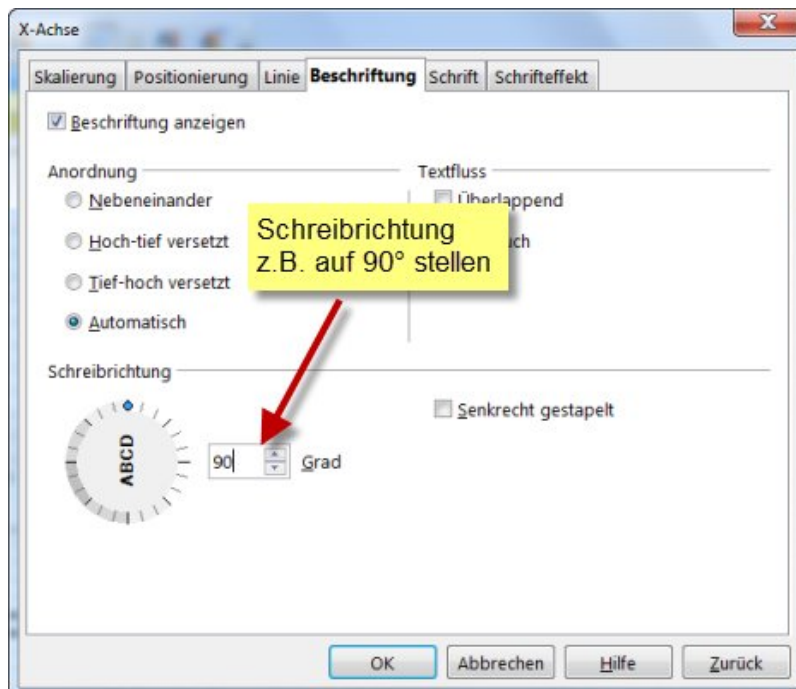 X-Achse
Skalierung Positionierung Linie Beschriftung Schrift Schrifteffekt
Beschriftung anzeigen
Anordnung
Nebeneinander
Hoch-tief versetzt
Tief-hoch versetzt
Automatisch
Textfluss
Überlappend
Schreibrichtung
z.B. auf 90° stellen
Schreibrichtung
ABCD
90 Grad
Senkrecht gestapelt
OK Abbrechen Hilfe Zurück